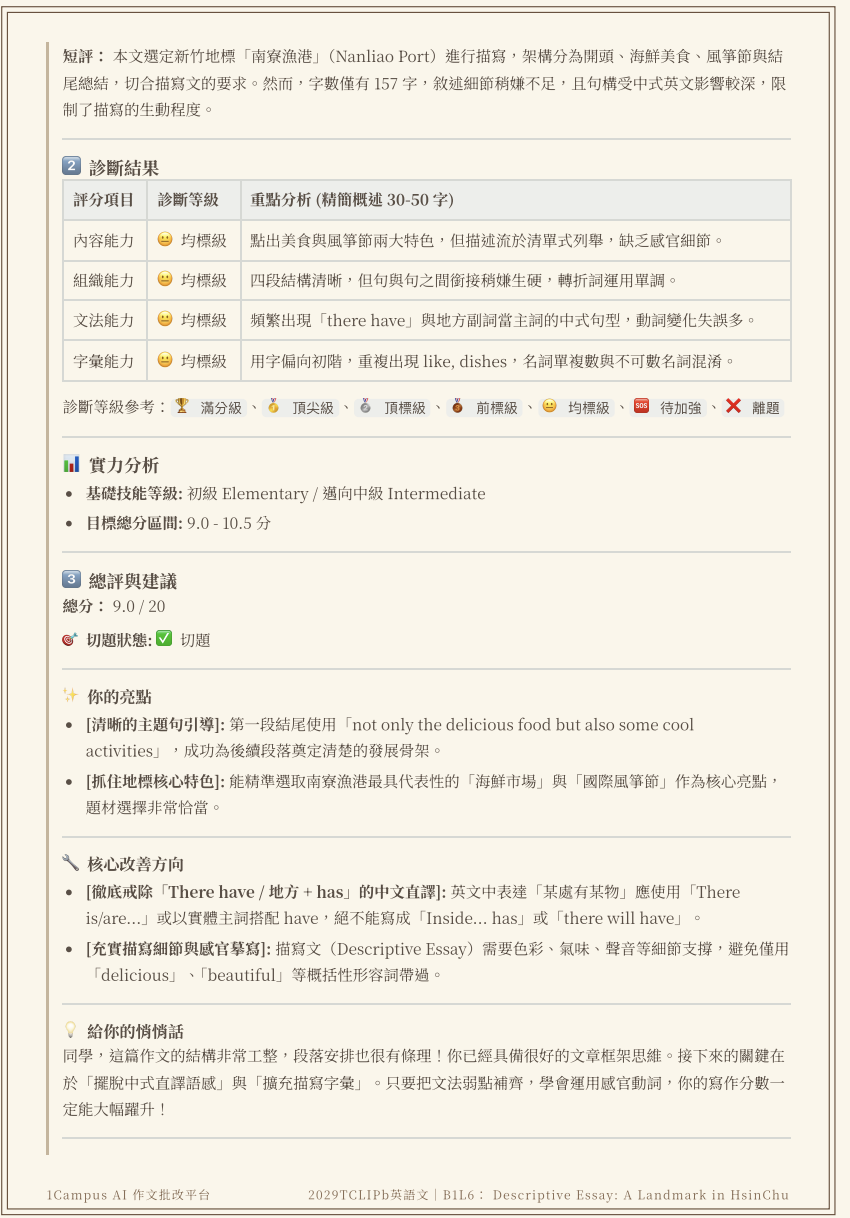 短評： 本文選定新竹地標「南寮漁港」（Nanliao Port）進行描寫，架構分為開頭、海鮮美食、風箏節與結
尾總結，切合描寫文的要求。然而，字數僅有 157 字，敘述細節稍嫌不足，且句構受中式英文影響較深，限
制了描寫的生動程度。
2 診斷結果
評分項目 診斷等級 重點分析 (精簡概述 30-50 字)
內容能力 😐 均標級 點出美食與風箏節兩大特色，但描述流於清單式列舉，缺乏感官細節。
組織能力 😐 均標級 四段結構清晰，但句與句之間銜接稍嫌生硬，轉折詞運用單調。
文法能力 😐 均標級 頻繁出現「there have」與地方副詞當主詞的中式句型，動詞變化失誤多。
字彙能力 😐 均標級 用字偏向初階，重複出現 like, dishes，名詞單複數與不可數名詞混淆。
診斷等級參考：🏆 滿分級、🥇 頂尖級、🥈 頂標級、🥉 前標級、😐 均標級、🆘 待加強、❌ 離題
📊 實力分析
• 基礎技能等級: 初級 Elementary / 邁向中級 Intermediate
• 目標總分區間: 9.0 - 10.5 分
3 總評與建議
總分： 9.0 / 20
🎯 切題狀態: ✅ 切題
✨ 你的亮點
• [清晰的主題句引導]: 第一段結尾使用「not only the delicious food but also some cool
activities」，成功為後續段落奠定清楚的發展骨架。
• [抓住地標核心特色]: 能精準選取南寮漁港最具代表性的「海鮮市場」與「國際風箏節」作為核心亮點，
題材選擇非常恰當。
🔧 核心改善方向
• [徹底戒除「There have / 地方 + has」的中文直譯]: 英文中表達「某處有某物」應使用「There
is/are...」或以實體主詞搭配 have，絕不能寫成「Inside... has」或「there will have」。
• [充實描寫細節與感官摹寫]: 描寫文（Descriptive Essay）需要色彩、氣味、聲音等細節支撐，避免僅用
「delicious」、「beautiful」等概括性形容詞帶過。
💡 給你的悄悄話
同學，這篇作文的結構非常工整，段落安排也很有條理！你已經具備很好的文章框架思維。接下來的關鍵在
於「擺脫中式直譯語感」與「擴充描寫字彙」。只要把文法弱點補齊，學會運用感官動詞，你的寫作分數一
定能大幅躍升！
1Campus AI 作文批改平台 2029TCLIPb英語文｜B1L6： Descriptive Essay: A Landmark in HsinChu